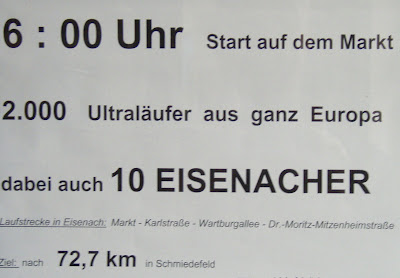 6 : 00 Uhr Start auf dem Markt
2.000 Ultraläufer aus ganz Europa
dabei auch 10 EISENACHER
Laufstrecke in Eisenach: Markt - Karlstraße - Wartburgallee - Dr.-Moritz-Mitzenheimstraße
Ziel: nach 72,7 km in Schmiedefeld